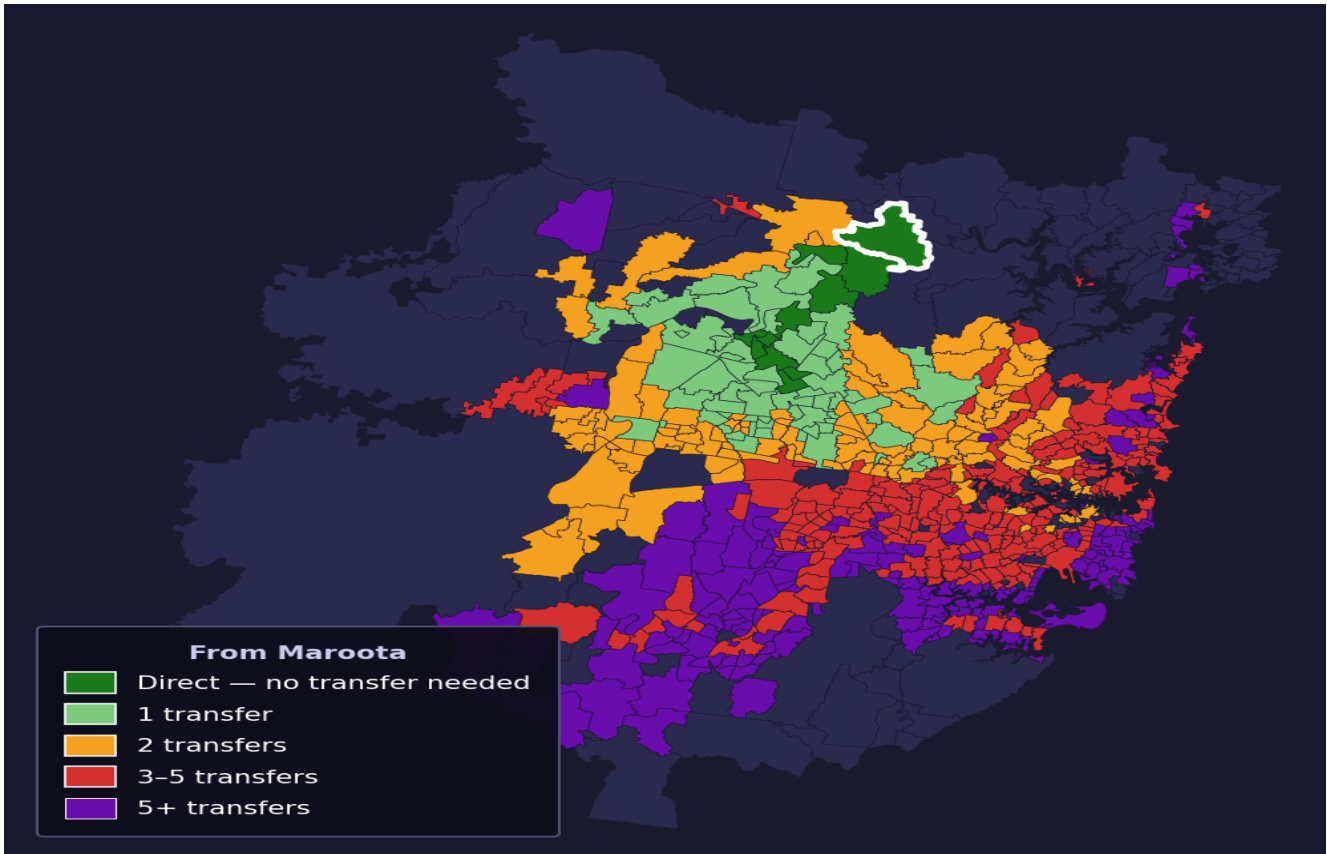 From Maroota
Direct — no transfer needed
1 transfer
2 transfers
3–5 transfers
5+ transfers